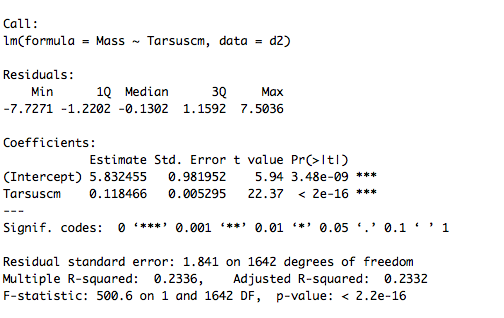 Call:
lm(formula = Mass ~ Tarsuscm, data = d2)
Residuals:
    Min      1Q  Median      3Q     Max
-7.7271 -1.2202 -0.1302  1.1592  7.5036
Coefficients:
            Estimate Std. Error t value Pr(>|t|)
(Intercept) 5.832455   0.981952    5.94 3.48e-09 ***
Tarsuscm    0.118466   0.005295   22.37  < 2e-16 ***
---
Signif. codes:  0 ‘***’ 0.001 ‘**’ 0.01 ‘*’ 0.05 ‘.’ 0.1 ‘ ’ 1
Residual standard error: 1.841 on 1642 degrees of freedom
Multiple R-squared:  0.2336,    Adjusted R-squared:  0.2332
F-statistic: 500.6 on 1 and 1642 DF,  p-value: < 2.2e-16